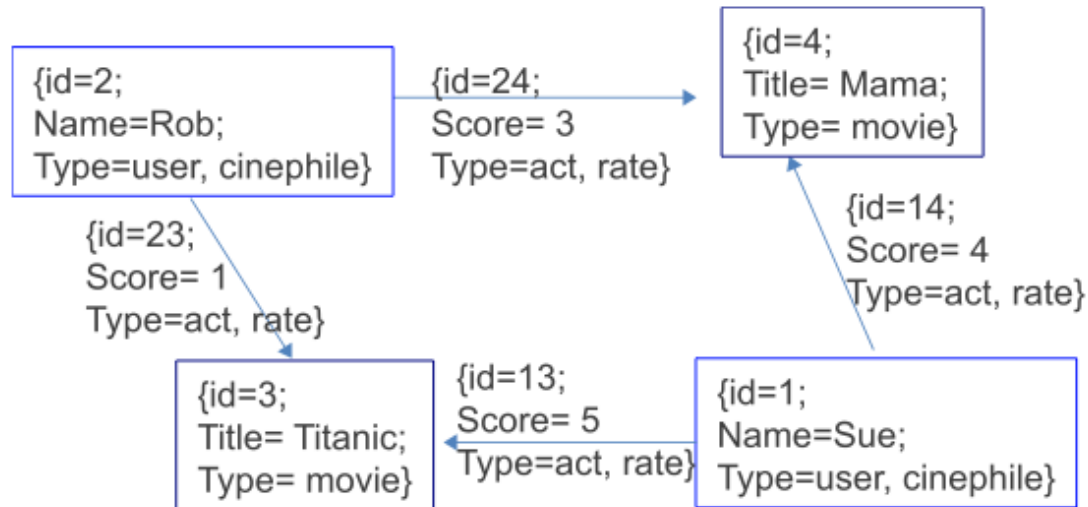 {id=2;
Name=Rob;
Type=user, cinephile}
{id=24;
Score= 3
Type=act, rate}
{id=4;
Title= Mama;
Type= movie}
{id=23;
Score= 1
Type=act, rate}
{id=14;
Score= 4
Type=act, rate}
{id=3;
Title= Titanic;
Type= movie}
{id=13;
Score= 5
Type=act, rate}
{id=1;
Name=Sue;
Type=user, cinephile}